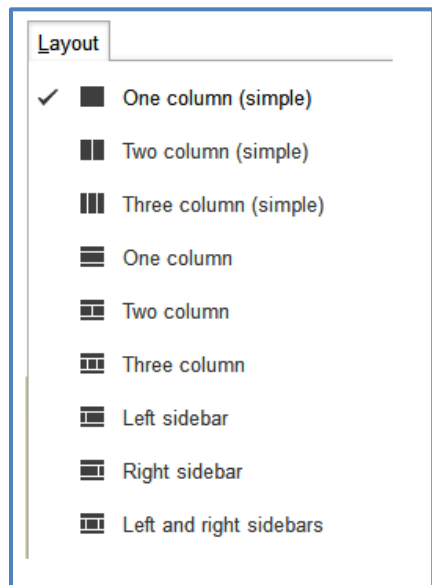 Layout
One column (simple)
Two column (simple)
Three column (simple)
One column
Two column
Three column
Left sidebar
Right sidebar
Left and right sidebars